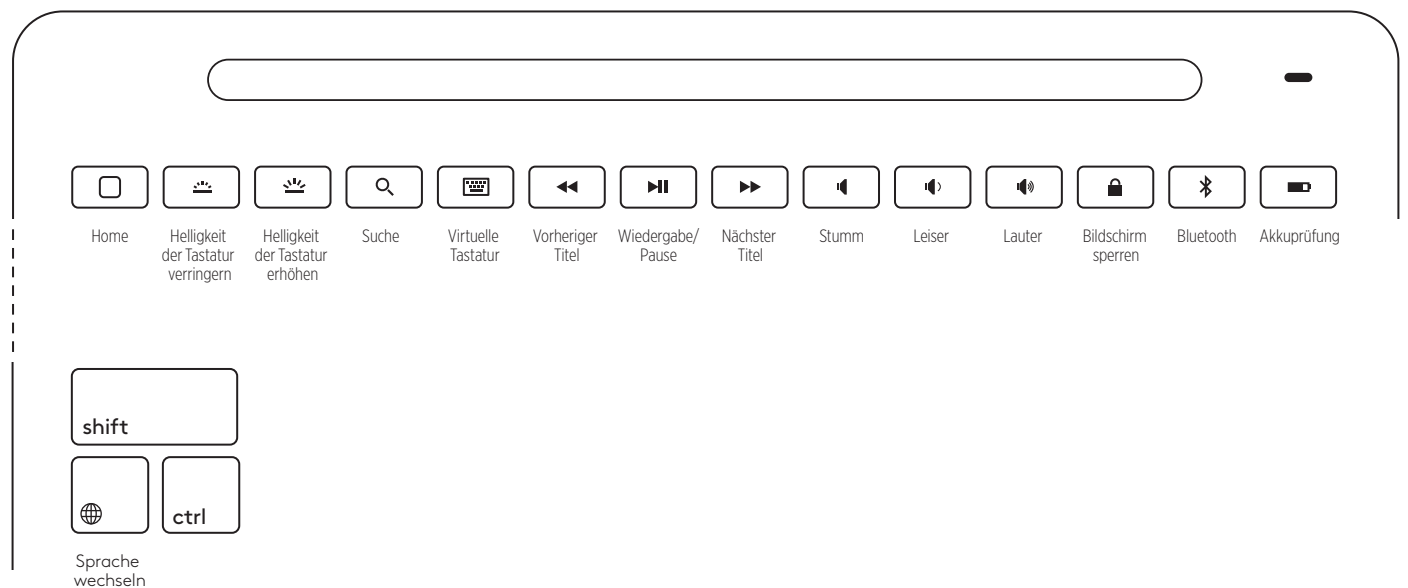 Home
Helligkeit
der Tastatur
verringern
Helligkeit
der Tastatur
erhöhen
Suche
Virtuelle
Tastatur
Vorheriger
Titel
Wiedergabe/
Pause
Nächster
Titel
Stumm
Leiser
Lauter
Bildschirm
sperren
Bluetooth
Akkuprüfung
shift
ctrl
Sprache
wechseln